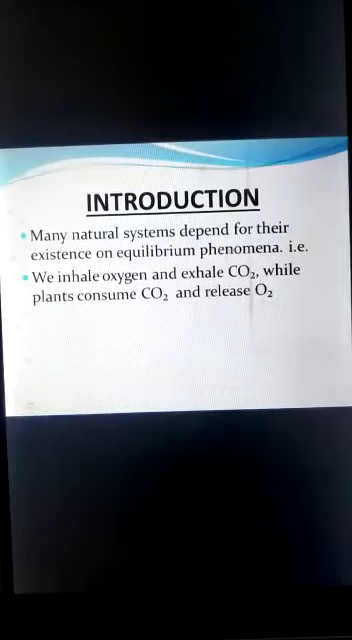 INTRODUCTION
• Many natural systems depend for their
existence on equilibrium phenomena. i.e.
• We inhale oxygen and exhale CO₂, while
plants consume CO₂ and release O₂